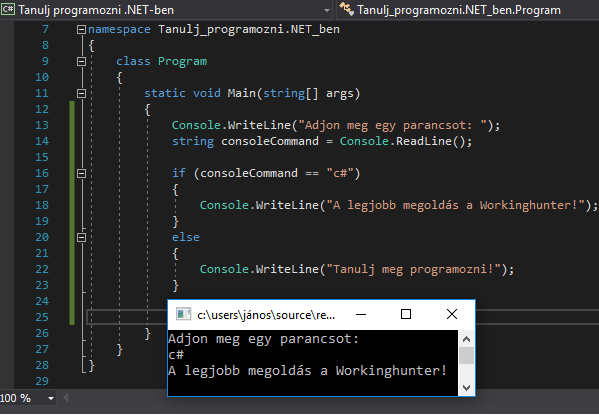 C# Tanulj programozni .NET-ben
Tanulj_programozni.NET_ben.Program
7 namespace Tanulj_programozni.NET_ben
8 {
9 class Program
10 {
11 static void Main(string[] args)
12 {
13 Console.WriteLine("Adjon meg egy parancsot: ");
14 string consoleCommand = Console.ReadLine();
15
16 if (consoleCommand == "c#")
17 {
18 Console.WriteLine("A legjobb megoldás a Workinghunter!");
19 }
20 else
21 {
22 Console.WriteLine("Tanulj meg programozni!");
23 }
24
25
26 }
27 }
28 }
29
c:\users\jános\source\re...
Adjon meg egy parancsot:
c#
A legjobb megoldás a Workinghunter!
100 %